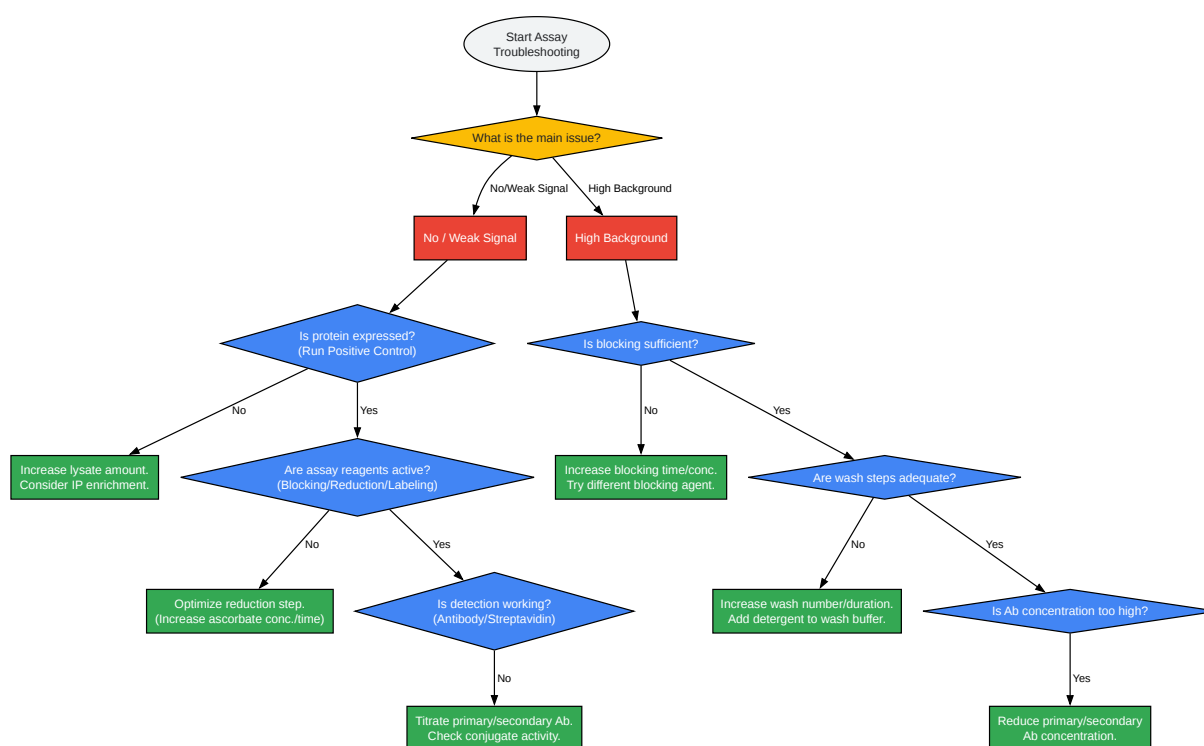 Start Assay
Troubleshooting
What is the main issue?
No/Weak Signal
High Background
No / Weak Signal
High Background
Is protein expressed?
(Run Positive Control)
Is blocking sufficient?
No
Yes
No
Yes
Increase lysate amount.
Consider IP enrichment.
Are assay reagents active?
(Blocking/Reduction/Labeling)
Increase blocking time/conc.
Try different blocking agent.
Are wash steps adequate?
No
Yes
No
Yes
Optimize reduction step.
(Increase ascorbate conc./time)
Is detection working?
(Antibody/Streptavidin)
Increase wash number/duration.
Add detergent to wash buffer.
Is Ab concentration too high?
No
Yes
Titrate primary/secondary Ab.
Check conjugate activity.
Reduce primary/secondary
Ab concentration.